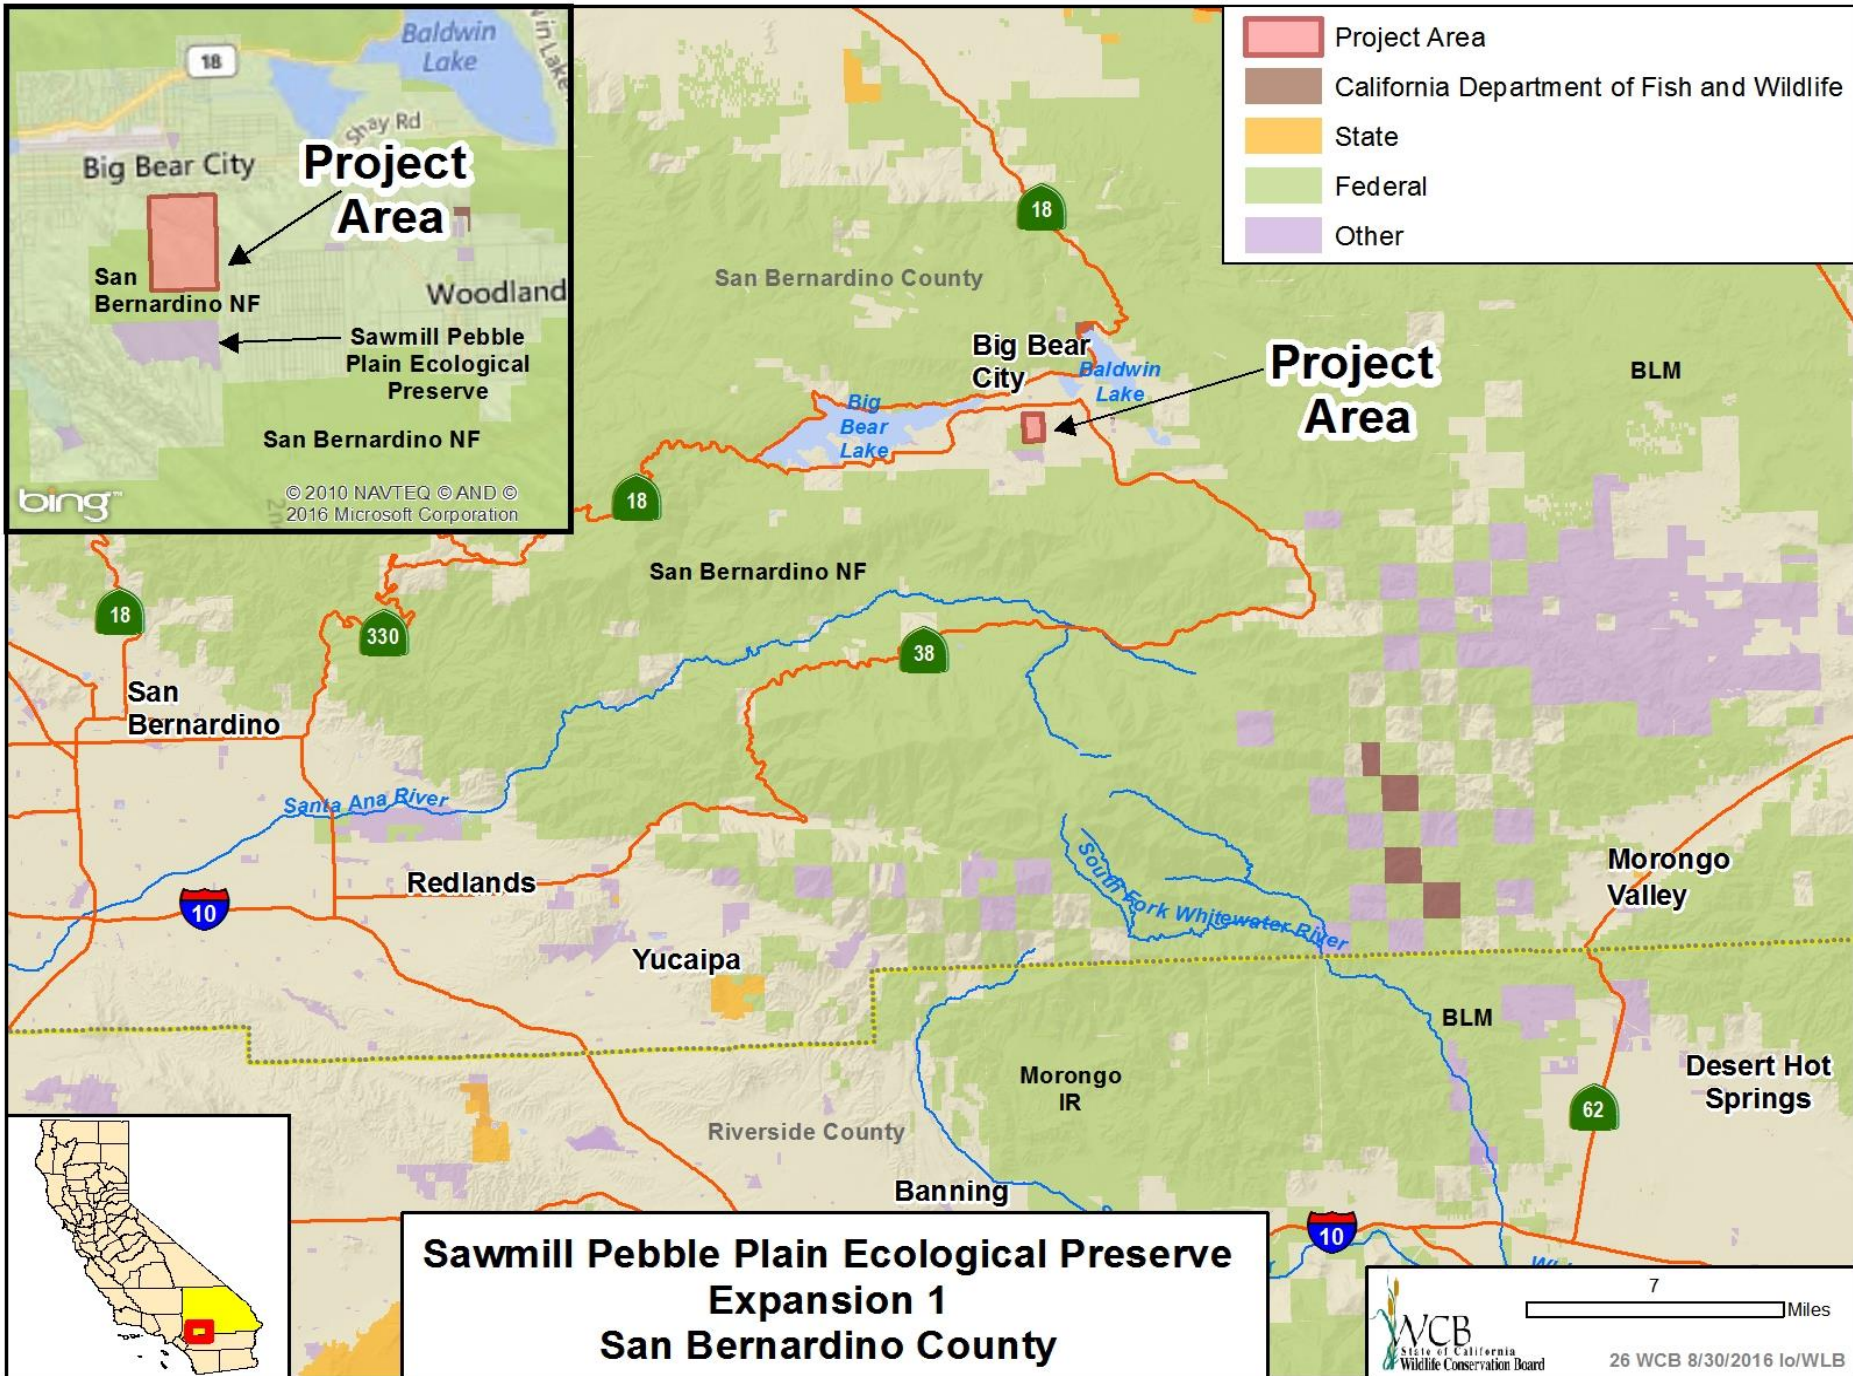 Baldwin
Lake
18
Shay Rd
Big Bear City
Project
Area
San
Bernardino NF
Woodland
Sawmill Pebble
Plain Ecological
Preserve
San Bernardino NF
bing™
© 2010 NAVTEQ © AND ©
2016 Microsoft Corporation
Project Area
California Department of Fish and Wildlife
State
Federal
Other
18
San Bernardino County
Big Bear
City
Baldwin
Lake
Project
Area
BLM
Big
Bear
Lake
18
San Bernardino NF
18
330
38
San
Bernardino
Santa Ana River
Redlands
10
South Fork Whitewater River
Morongo
Valley
Yucaipa
BLM
Morongo
IR
Desert Hot
Springs
62
Riverside County
Banning
10
Sawmill Pebble Plain Ecological Preserve
Expansion 1
San Bernardino County
7
Miles
WCB
State of California
Wildlife Conservation Board
26 WCB 8/30/2016 lo/WLB